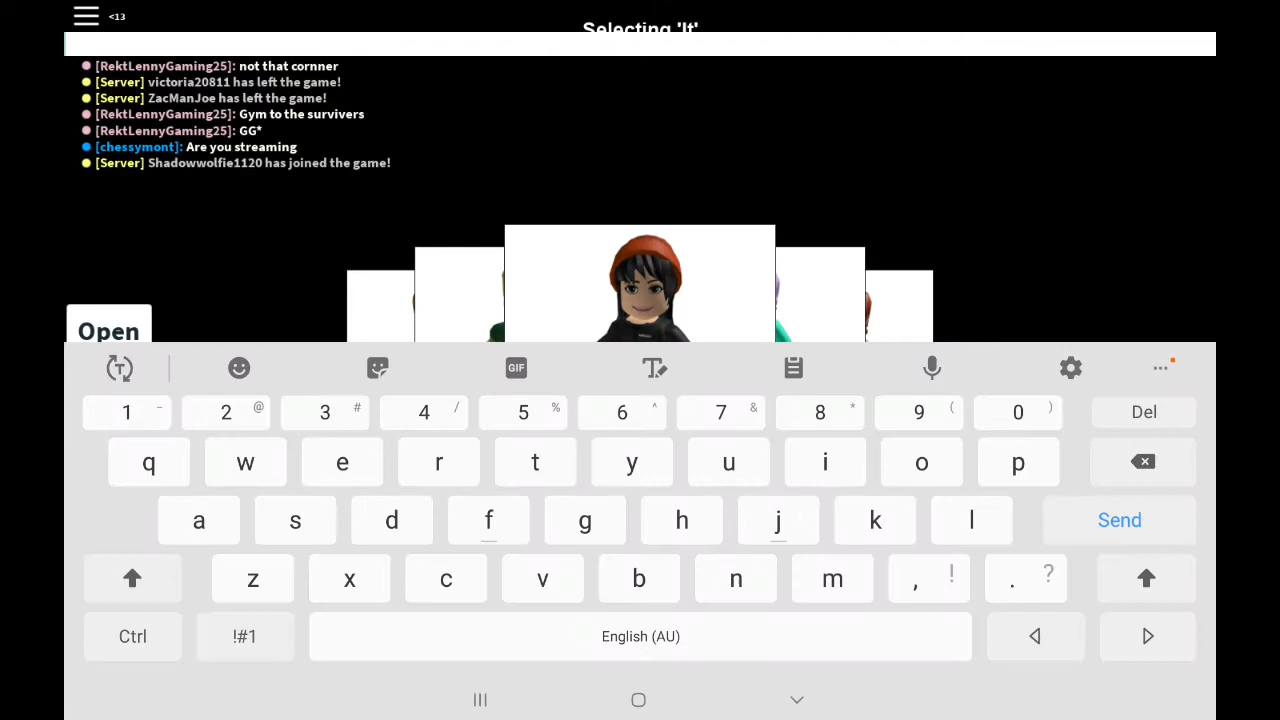 <13
Selecting 'It'
[RektLennyGaming25]: not that cornner
[Server] victoria20811 has left the game!
[Server] ZacManJoe has left the game!
[RektLennyGaming25]: Gym to the survivers
[RektLennyGaming25]: GG*
[chessymont]: Are you streaming
[Server] Shadowwolfie1120 has joined the game!
Open
T GIF T ...
1 _ 2 @ 3 # 4 / 5 % 6 ^ 7 & 8 * 9 ( 0 ) Del
q w e r t y u i o p
a s d f g h j k l Send
z x c v b n m , ! . ?
Ctrl !#1 English (AU)